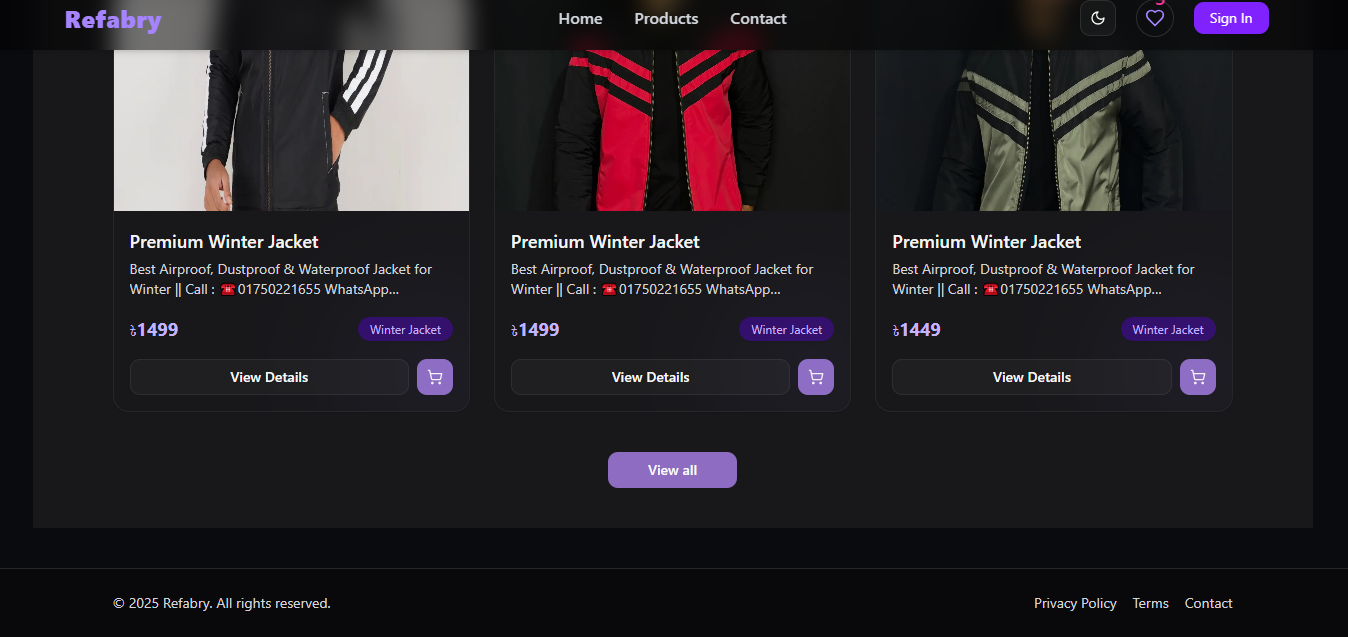 Refabry
Home Products Contact
Sign In
Premium Winter Jacket
Best Airproof, Dustproof & Waterproof Jacket for
Winter || Call : ☎️01750221655 WhatsApp...
৳1499 Winter Jacket
View Details
Premium Winter Jacket
Best Airproof, Dustproof & Waterproof Jacket for
Winter || Call : ☎️01750221655 WhatsApp...
৳1499 Winter Jacket
View Details
Premium Winter Jacket
Best Airproof, Dustproof & Waterproof Jacket for
Winter || Call : ☎️01750221655 WhatsApp...
৳1449 Winter Jacket
View Details
View all
© 2025 Refabry. All rights reserved.
Privacy Policy Terms Contact